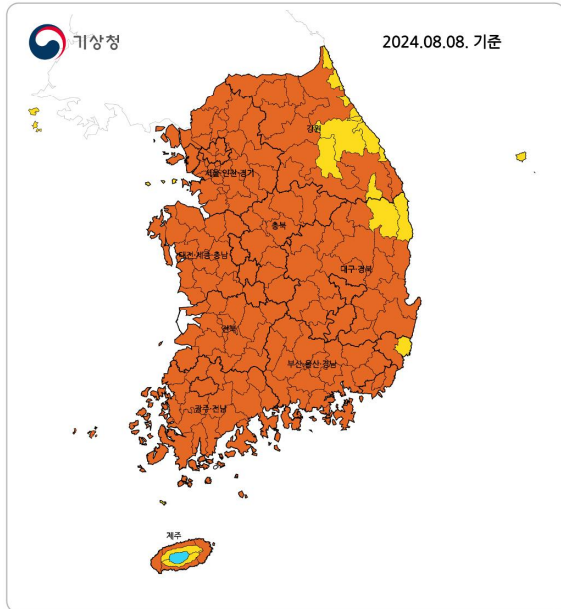 기상청
2024.08.08. 기준
강원
서울·인천·경기
충북
대전·세종·충남
대구·경북
전북
부산·울산·경남
광주·전남
제주